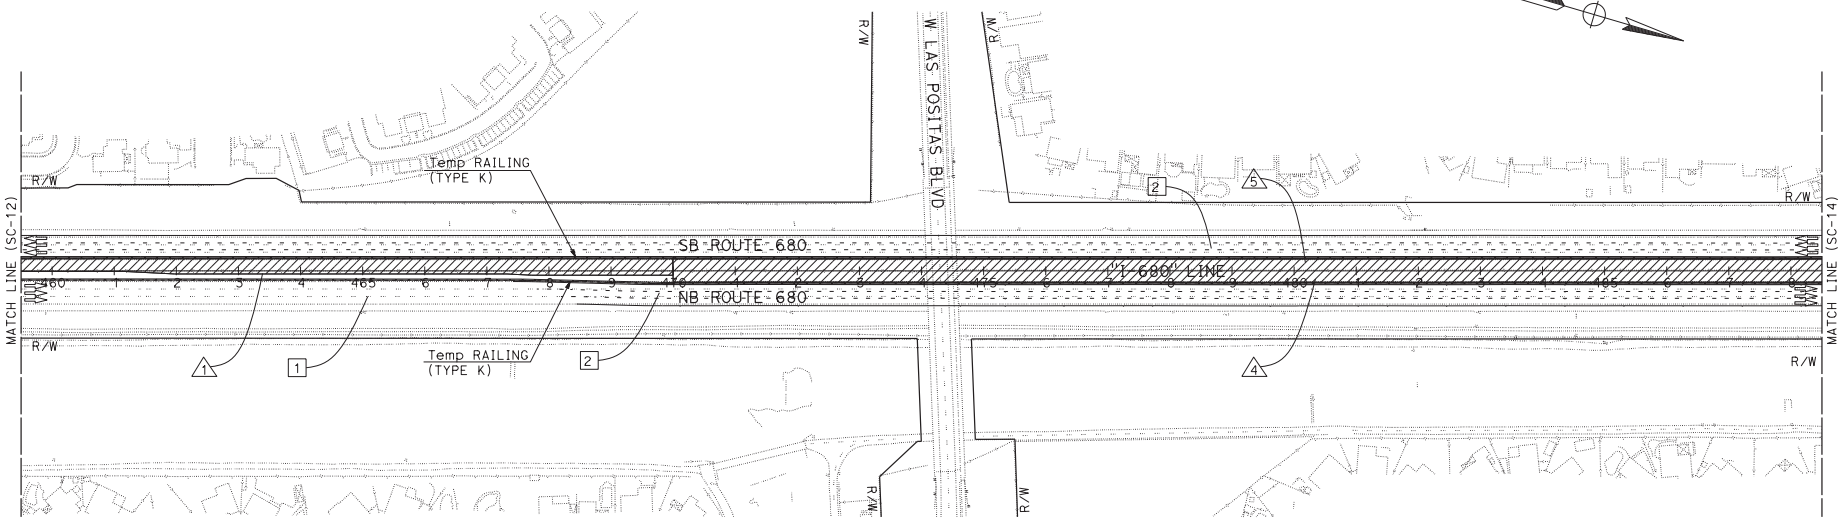 R/W
R/W
W LAS POSITAS BLVD
Temp RAILING
(TYPE K)
2
5
R/W
R/W
MATCH LINE (SC-12)
MATCH LINE (SC-14)
SB ROUTE 680
"I-680" LINE
460 1 2 3 4 465 6 7 8 9 470 1 2 3 4 475 6 7 8 9 480 1 2 3 4 485 6 7 8
NB ROUTE 680
R/W
R/W
Temp RAILING
(TYPE K)
1
1
2
4
R/W
R/W